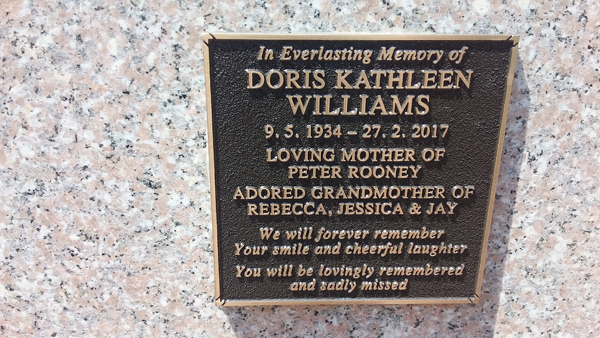 In Everlasting Memory of
DORIS KATHLEEN
WILLIAMS
9. 5. 1934 – 27. 2. 2017
LOVING MOTHER OF
PETER ROONEY
ADORED GRANDMOTHER OF
REBECCA, JESSICA & JAY
We will forever remember
Your smile and cheerful laughter
You will be lovingly remembered
and sadly missed